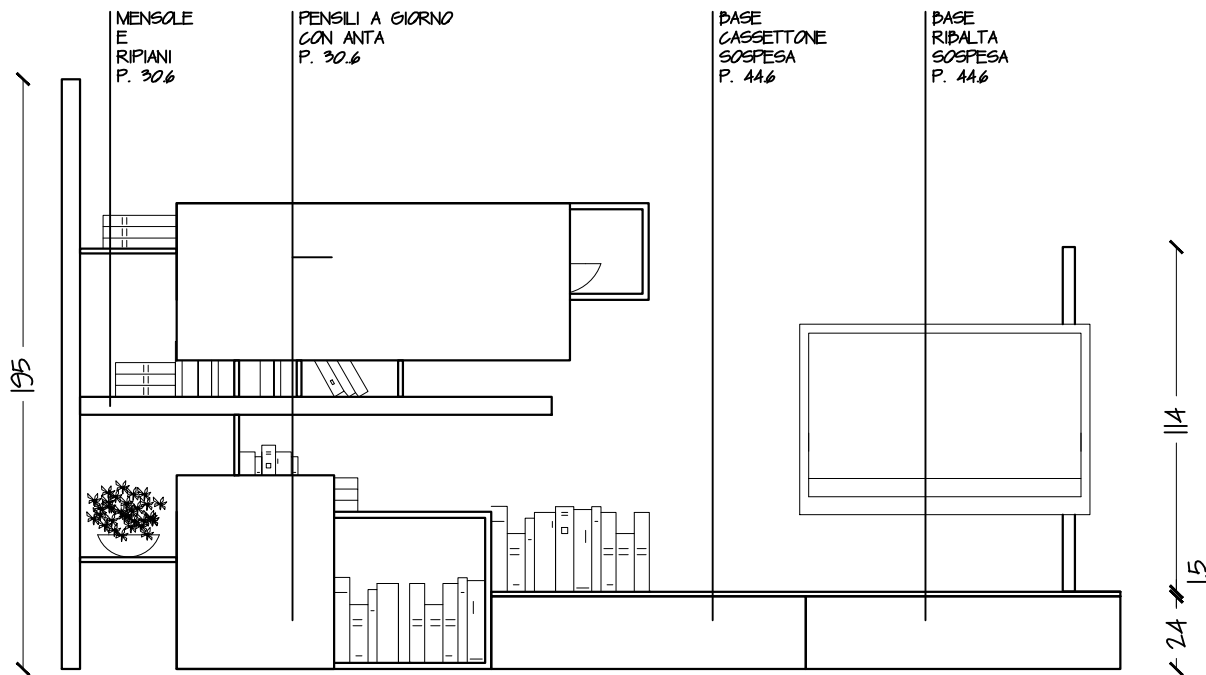 MENSOLE
E
RIPIANI
P. 30.6
PENSILI A GIORNO
CON ANTA
P. 30.6
BASE
CASSETTONE
SOSPESA
P. 44.6
BASE
RIBALTA
SOSPESA
P. 44.6
195
114
15
24